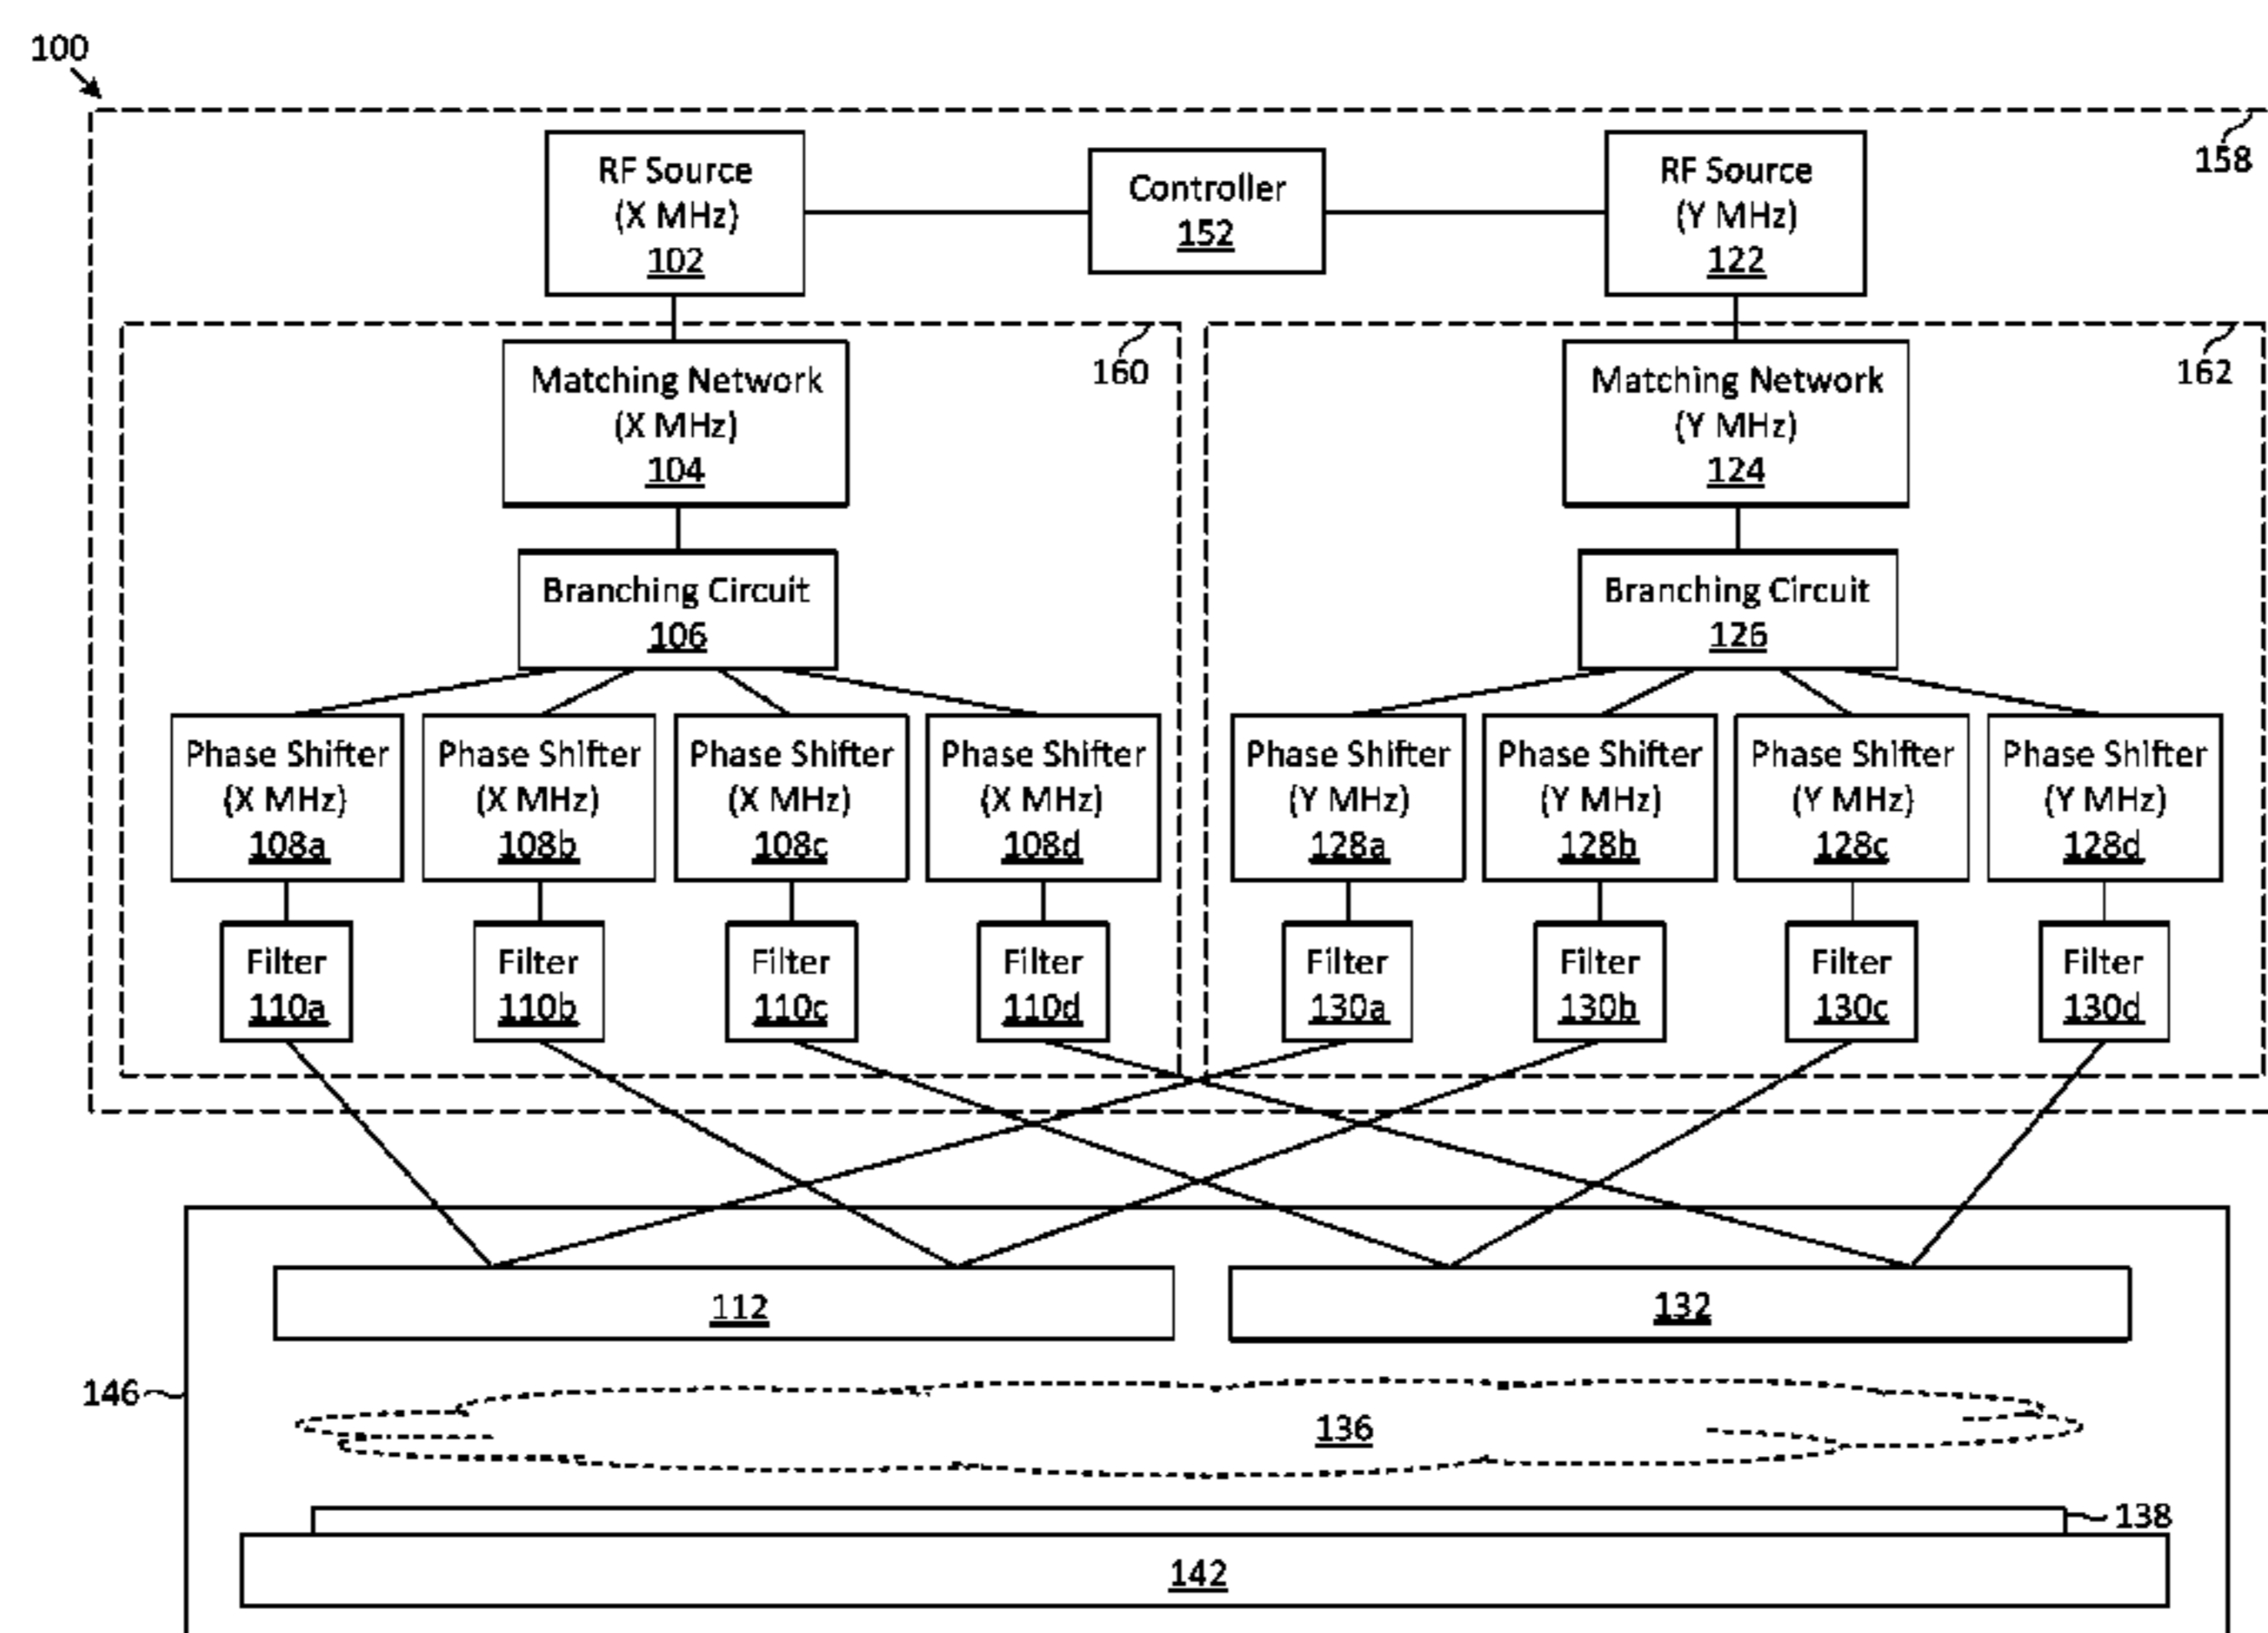 100
158
RF Source
(X MHz)
102
Controller
152
RF Source
(Y MHz)
122
160
162
Matching Network
(X MHz)
104
Matching Network
(Y MHz)
124
Branching Circuit
106
Branching Circuit
126
Phase Shifter
(X MHz)
108a
Phase Shifter
(X MHz)
108b
Phase Shifter
(X MHz)
108c
Phase Shifter
(X MHz)
108d
Phase Shifter
(Y MHz)
128a
Phase Shifter
(Y MHz)
128b
Phase Shifter
(Y MHz)
128c
Phase Shifter
(Y MHz)
128d
Filter
110a
Filter
110b
Filter
110c
Filter
110d
Filter
130a
Filter
130b
Filter
130c
Filter
130d
112
132
146
136
138
142